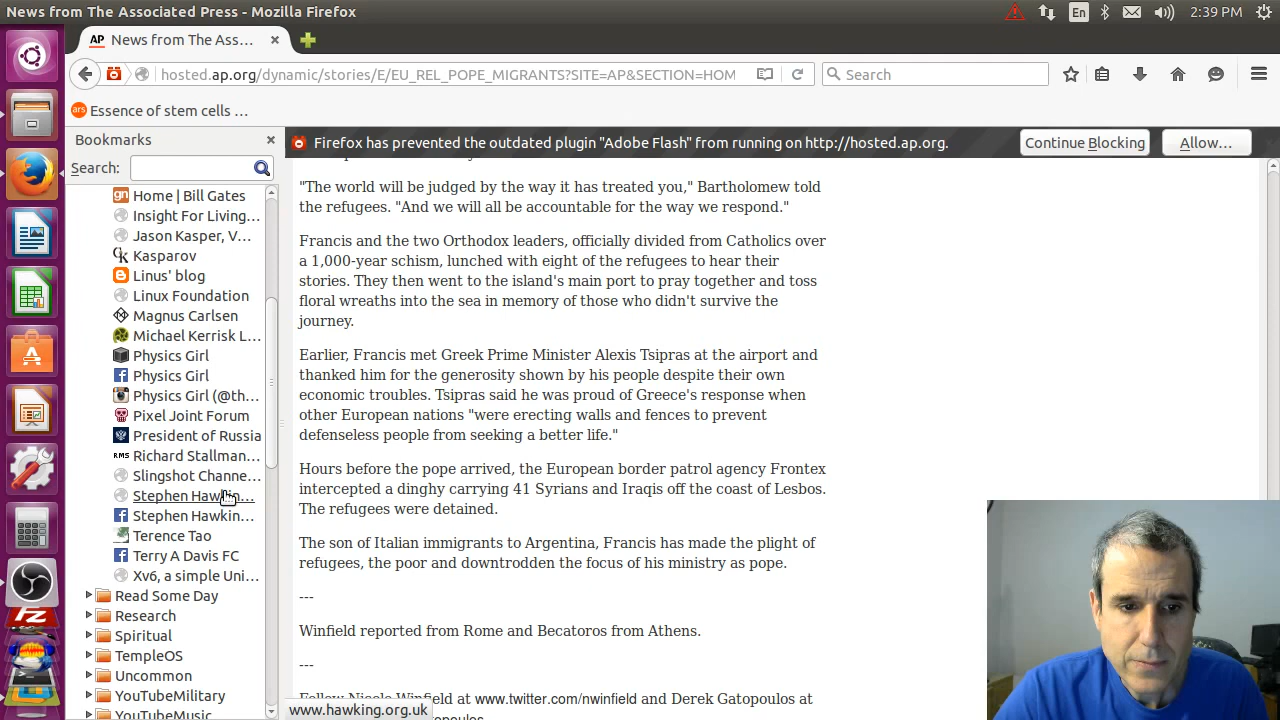 News from The Associated Press - Mozilla Firefox
En
2:39 PM
AP News from The Ass...
hosted.ap.org/dynamic/stories/E/EU_REL_POPE_MIGRANTS?SITE=AP&SECTION=HOM
Search
ars Essence of stem cells ...
Bookmarks
Search:
Firefox has prevented the outdated plugin "Adobe Flash" from running on http://hosted.ap.org.
Continue Blocking
Allow...
gn Home | Bill Gates
Insight For Living...
Jason Kasper, V...
Kasparov
Linus' blog
Linux Foundation
Magnus Carlsen
Michael Kerrisk L...
Physics Girl
Physics Girl
Physics Girl (@th...
Pixel Joint Forum
President of Russia
RMS Richard Stallman...
Slingshot Channe...
Stephen Hawkin...
Stephen Hawkin...
Terence Tao
Terry A Davis FC
Xv6, a simple Uni...
Read Some Day
Research
Spiritual
TempleOS
Uncommon
YouTubeMilitary
YouTubeMusic
"The world will be judged by the way it has treated you," Bartholomew told
the refugees. "And we will all be accountable for the way we respond."
Francis and the two Orthodox leaders, officially divided from Catholics over
a 1,000-year schism, lunched with eight of the refugees to hear their
stories. They then went to the island's main port to pray together and toss
floral wreaths into the sea in memory of those who didn't survive the
journey.
Earlier, Francis met Greek Prime Minister Alexis Tsipras at the airport and
thanked him for the generosity shown by his people despite their own
economic troubles. Tsipras said he was proud of Greece's response when
other European nations "were erecting walls and fences to prevent
defenseless people from seeking a better life."
Hours before the pope arrived, the European border patrol agency Frontex
intercepted a dinghy carrying 41 Syrians and Iraqis off the coast of Lesbos.
The refugees were detained.
The son of Italian immigrants to Argentina, Francis has made the plight of
refugees, the poor and downtrodden the focus of his ministry as pope.
---
Winfield reported from Rome and Becatoros from Athens.
---
Follow Nicole Winfield at www.twitter.com/nwinfield and Derek Gatopoulos at
www.hawking.org.uk